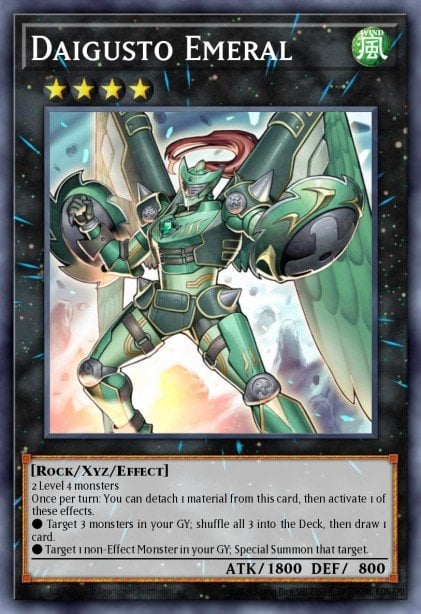 Daigusto Emeral
WIND
風
[Rock/Xyz/Effect]
2 Level 4 monsters
Once per turn: You can detach 1 material from this card, then activate 1 of
these effects.
● Target 3 monsters in your GY; shuffle all 3 into the Deck, then draw 1
card.
● Target 1 non-Effect Monster in your GY; Special Summon that target.
ATK/1800 DEF/ 800